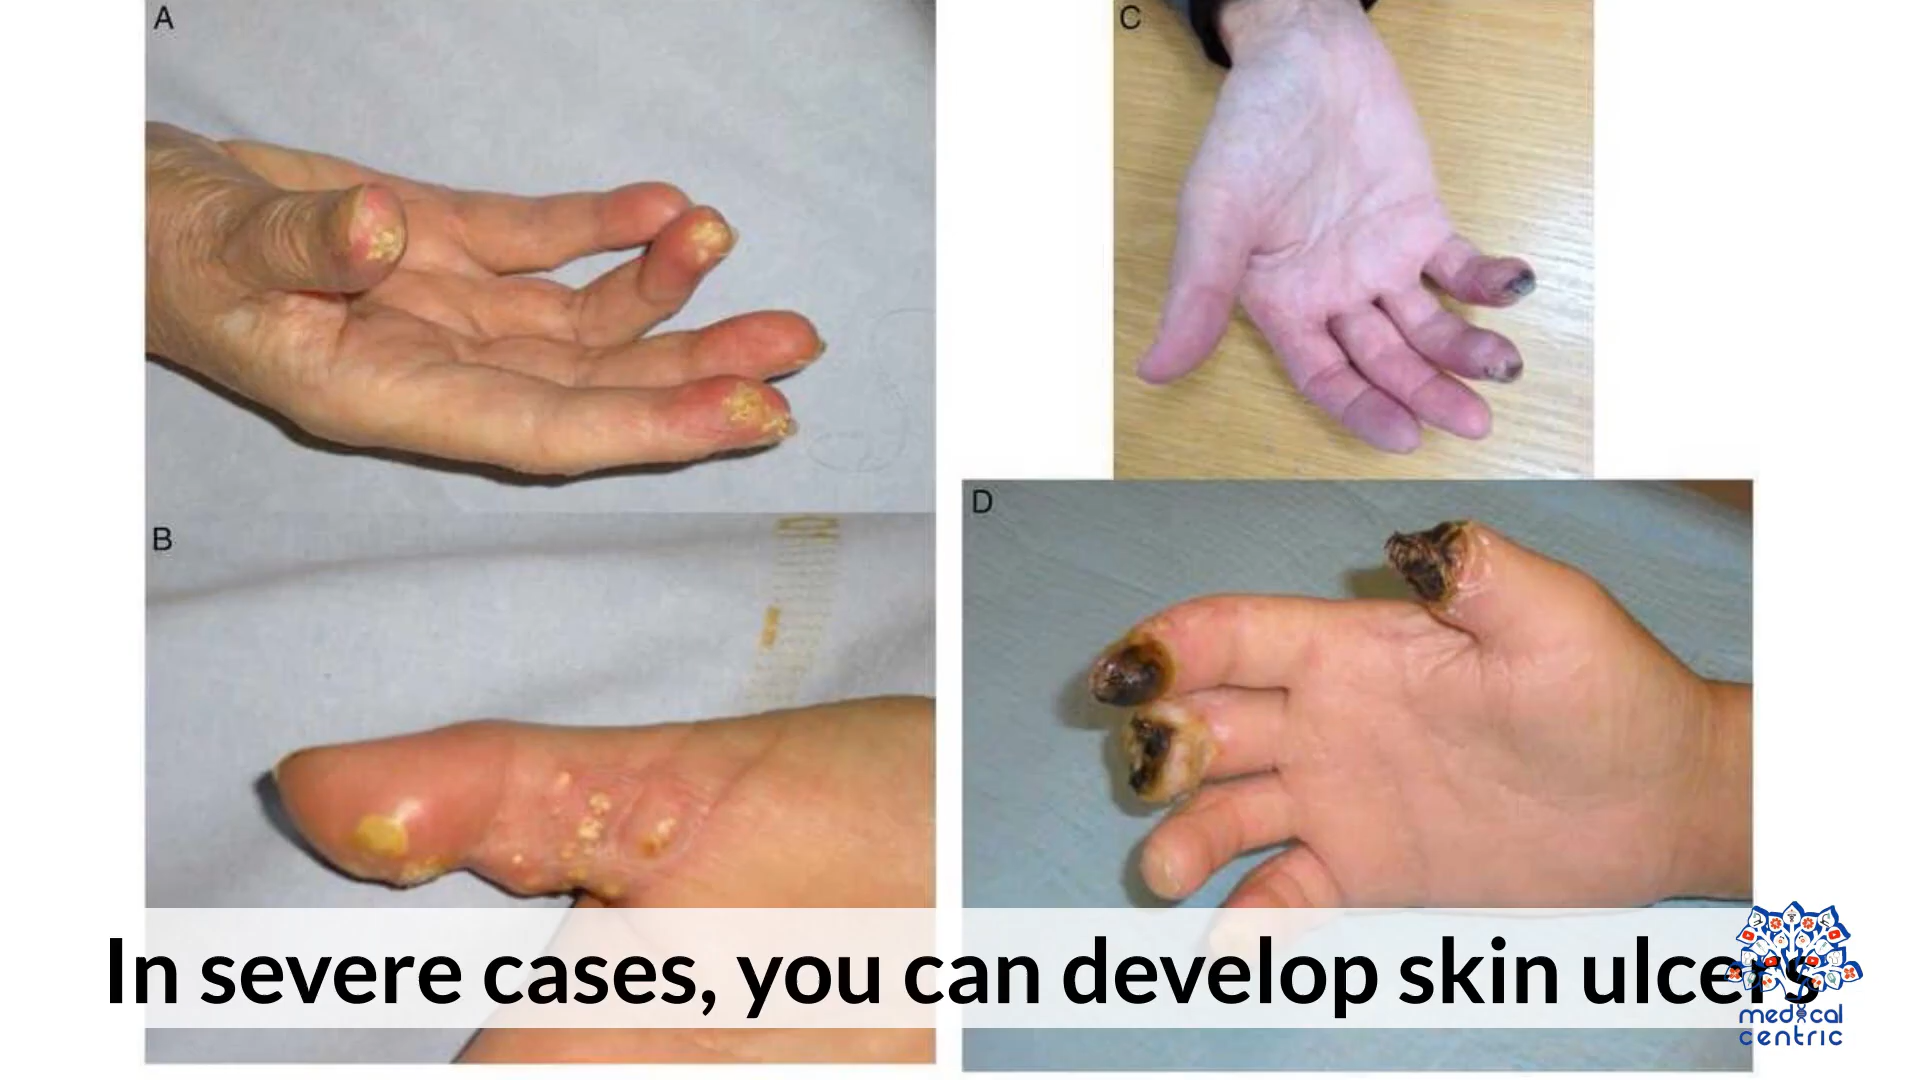 A
C
B
D
In severe cases, you can develop skin ulcers
medical
centric